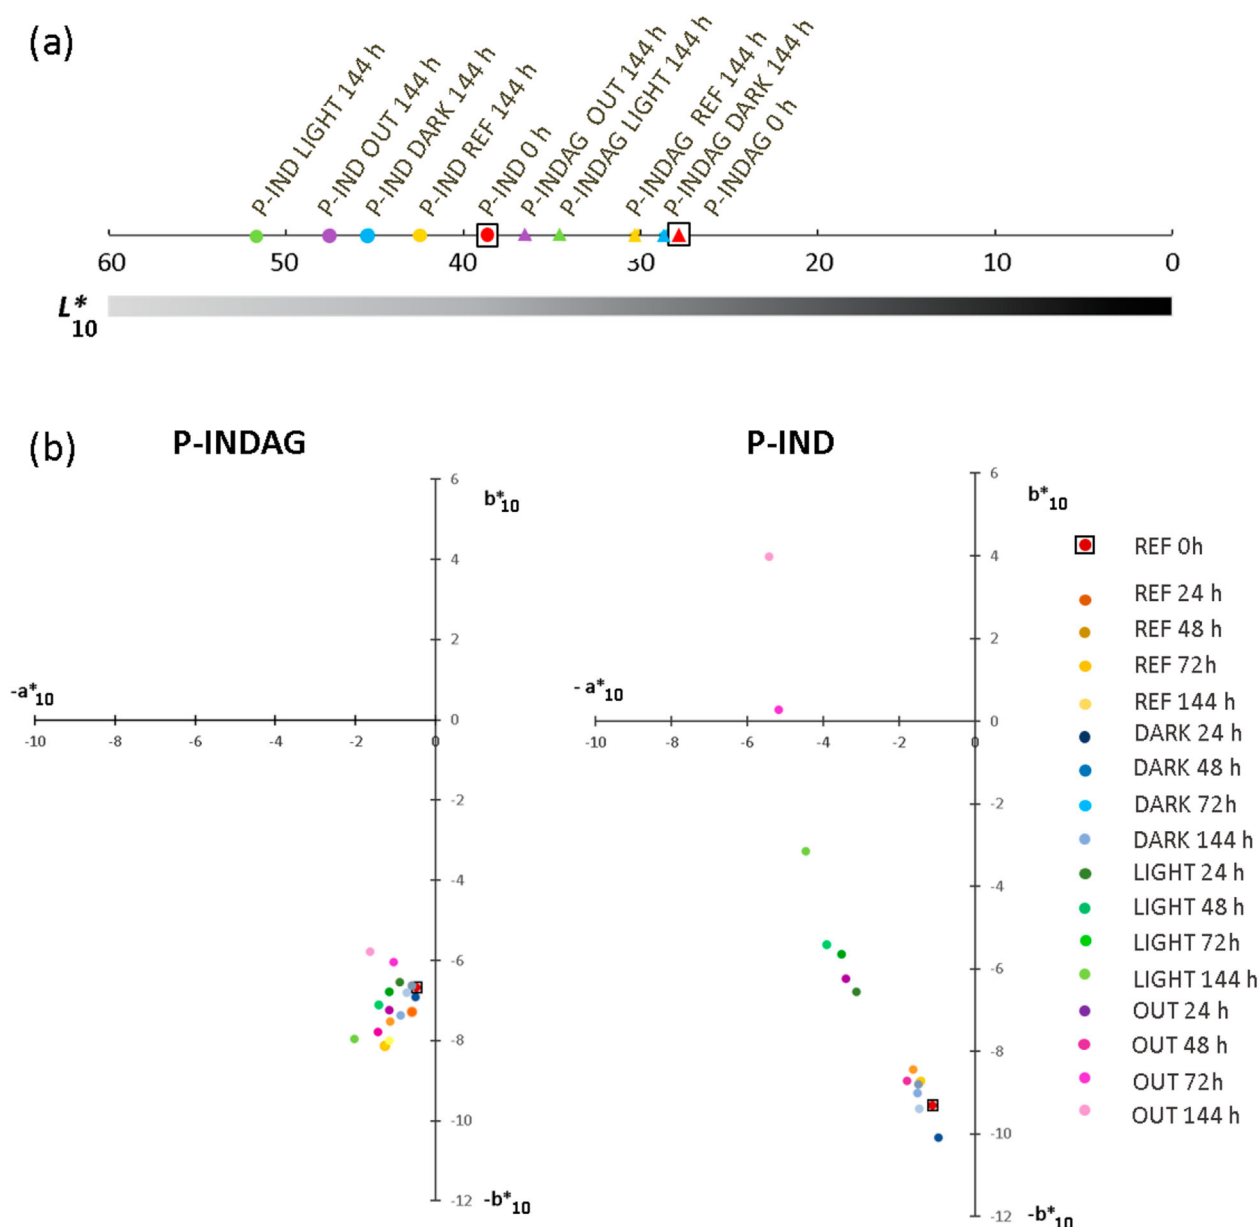 (a)
P-IND LIGHT 144 h
P-IND OUT 144 h
P-IND DARK 144 h
P-IND REF 144 h
P-IND 0 h
P-INDAG OUT 144 h
P-INDAG LIGHT 144 h
P-INDAG REF 144 h
P-INDAG DARK 144 h
P-INDAG 0 h
60 50 40 30 20 10 0
L*10
(b)
P-INDAG
6
b*10
4
2
-a*10
0
-10 -8 -6 -4 -2 0
-2
-4
-6
-8
-10
-12 -b*10
P-IND
6
b*10
4
2
- a*10
0
-10 -8 -6 -4 -2 0
-2
-4
-6
-8
-10
-12 -b*10
REF 0h
REF 24 h
REF 48 h
REF 72h
REF 144 h
DARK 24 h
DARK 48 h
DARK 72h
DARK 144 h
LIGHT 24 h
LIGHT 48 h
LIGHT 72h
LIGHT 144 h
OUT 24 h
OUT 48 h
OUT 72h
OUT 144 h